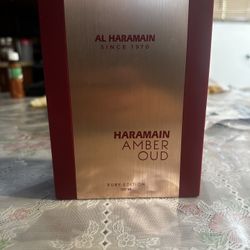 AL HARAMAIN
SINCE 1970
HARAMAIN
AMBER
OUD
RUBY EDITION